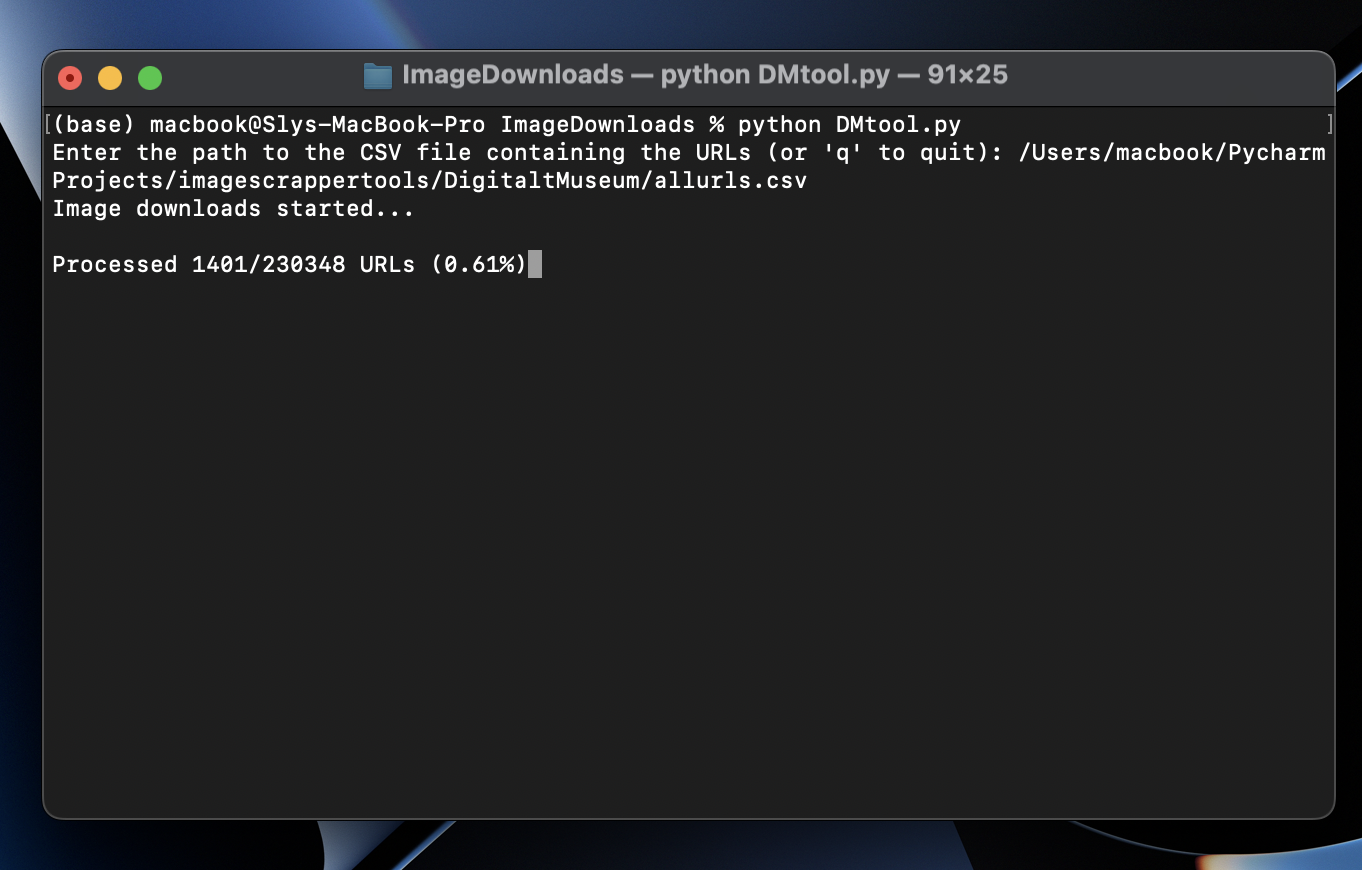 ImageDownloads — python DMtool.py — 91×25
[(base) macbook@Slys-MacBook-Pro ImageDownloads % python DMtool.py ]
Enter the path to the CSV file containing the URLs (or 'q' to quit): /Users/macbook/Pycharm
Projects/imagescrappertools/DigitaltMuseum/allurls.csv
Image downloads started...
Processed 1401/230348 URLs (0.61%)